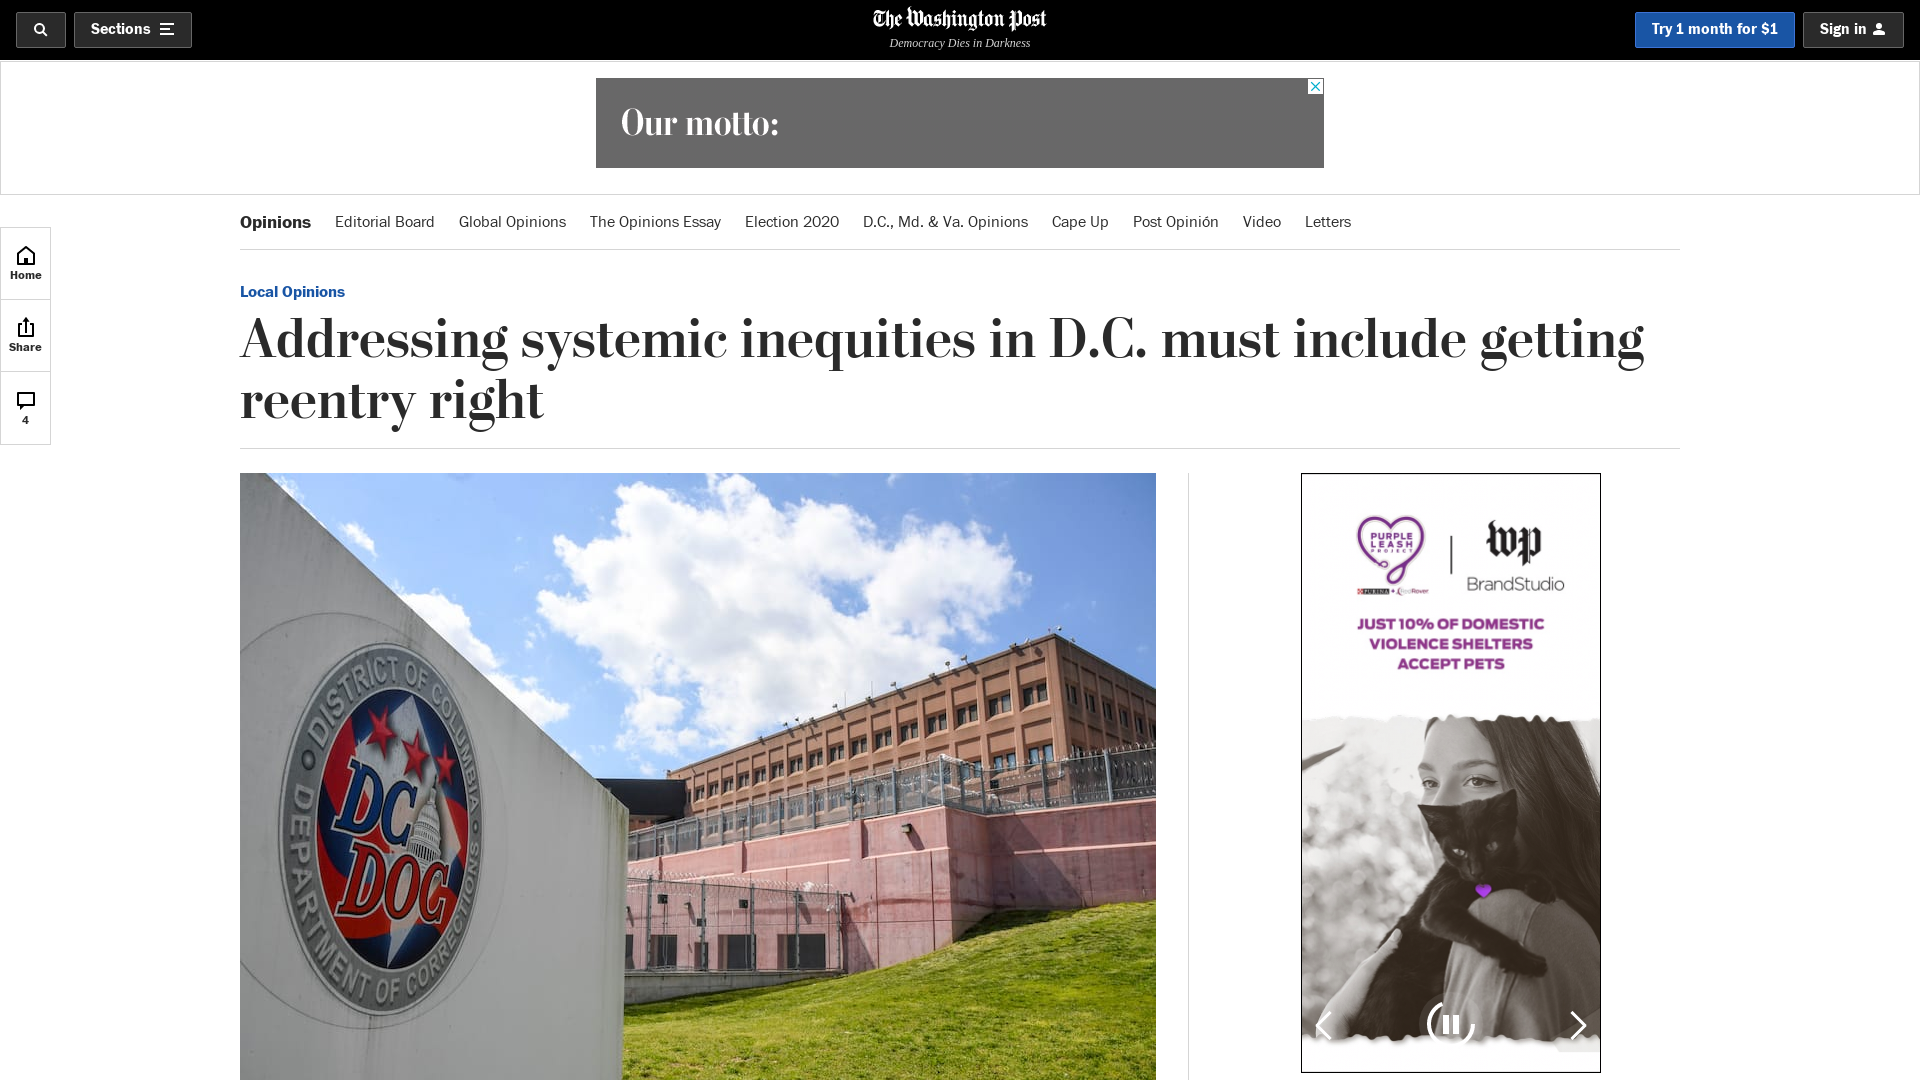 Sections
The Washington Post
Democracy Dies in Darkness
Try 1 month for $1
Sign in
Our motto:
Opinions
Editorial Board
Global Opinions
The Opinions Essay
Election 2020
D.C., Md. & Va. Opinions
Cape Up
Post Opinión
Video
Letters
Home
Share
4
Local Opinions
Addressing systemic inequities in D.C. must include getting
reentry right
DISTRICT OF COLUMBIA
DC
DOC
DEPARTMENT OF CORRECTIONS
PURPLE
LEASH
PROJECT
PURINA + RedRover
wp
BrandStudio
JUST 10% OF DOMESTIC
VIOLENCE SHELTERS
ACCEPT PETS